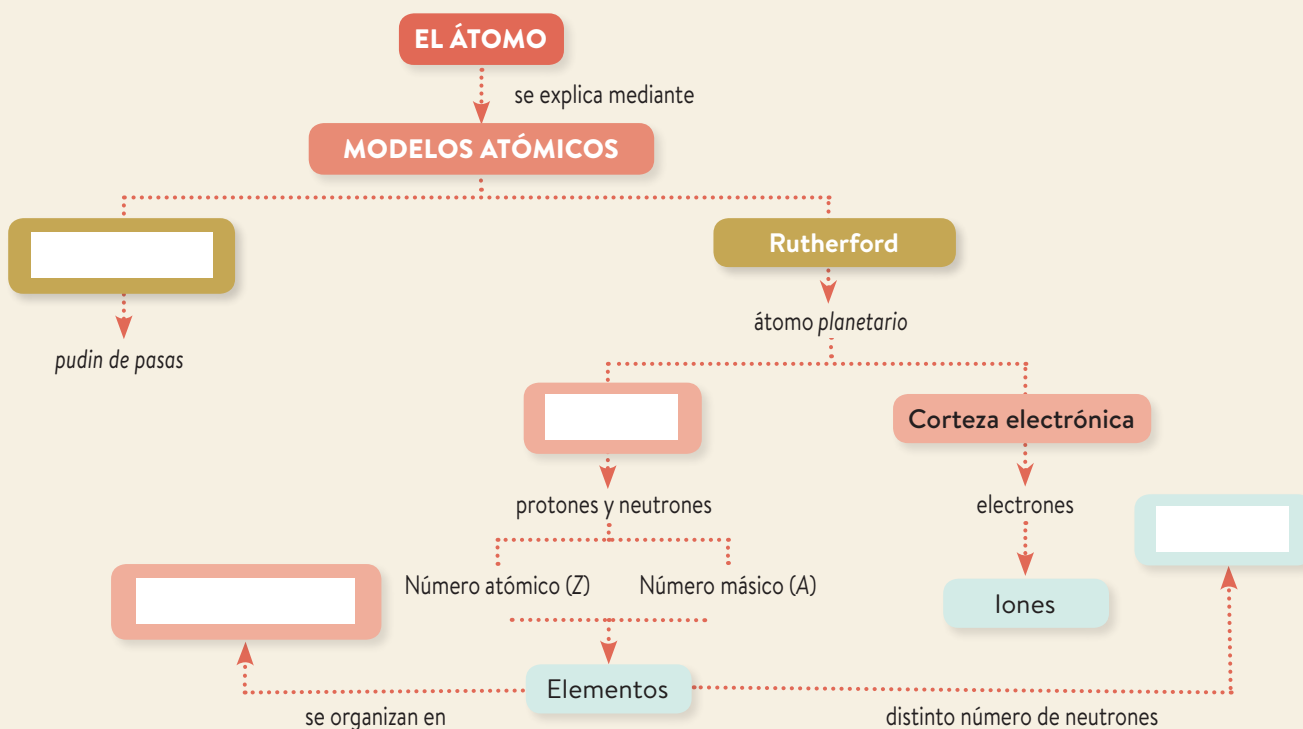 EL ÁTOMO
se explica mediante
MODELOS ATÓMICOS
Rutherford
átomo planetario
pudin de pasas
Corteza electrónica
protones y neutrones
electrones
Número atómico (Z)
Número másico (A)
Iones
Elementos
se organizan en
distinto número de neutrones